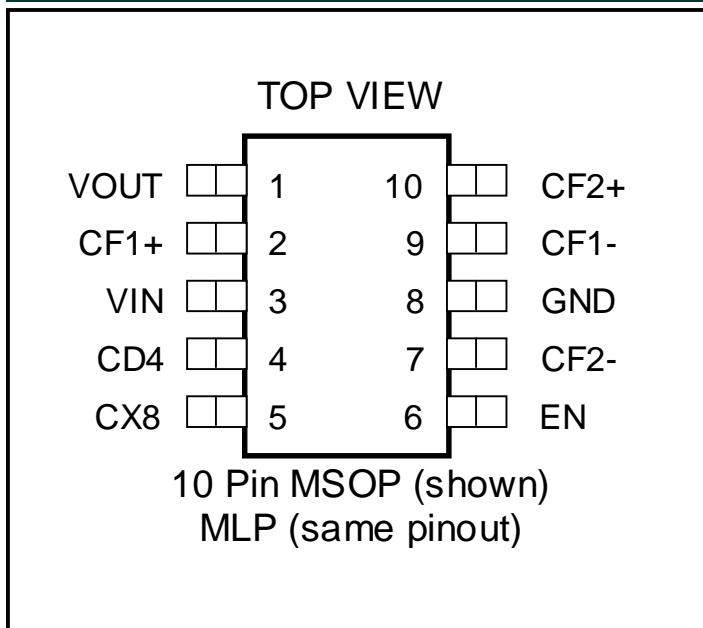 TOP VIEW
VOUT 1 10 CF2+
CF1+ 2 9 CF1-
VIN 3 8 GND
CD4 4 7 CF2-
CX8 5 6 EN
10 Pin MSOP (shown)
MLP (same pinout)